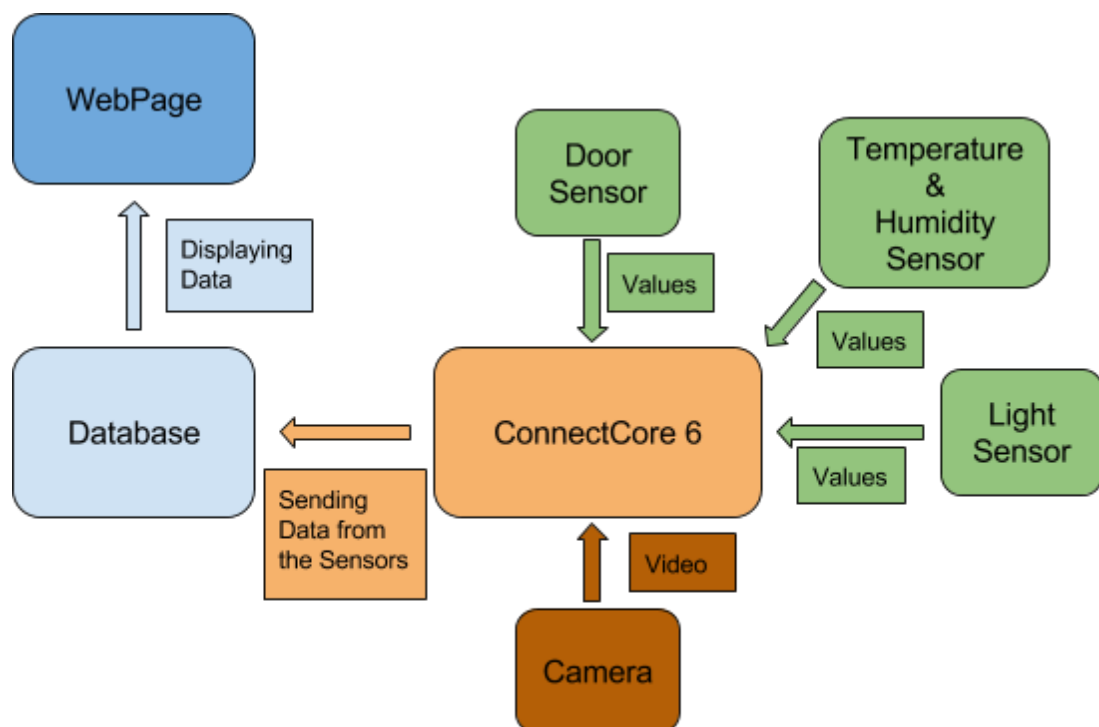 WebPage
Door
Sensor
Temperature
&
Humidity
Sensor
Displaying
Data
Values
Values
Database
ConnectCore 6
Light
Sensor
Values
Sending
Data from
the Sensors
Video
Camera